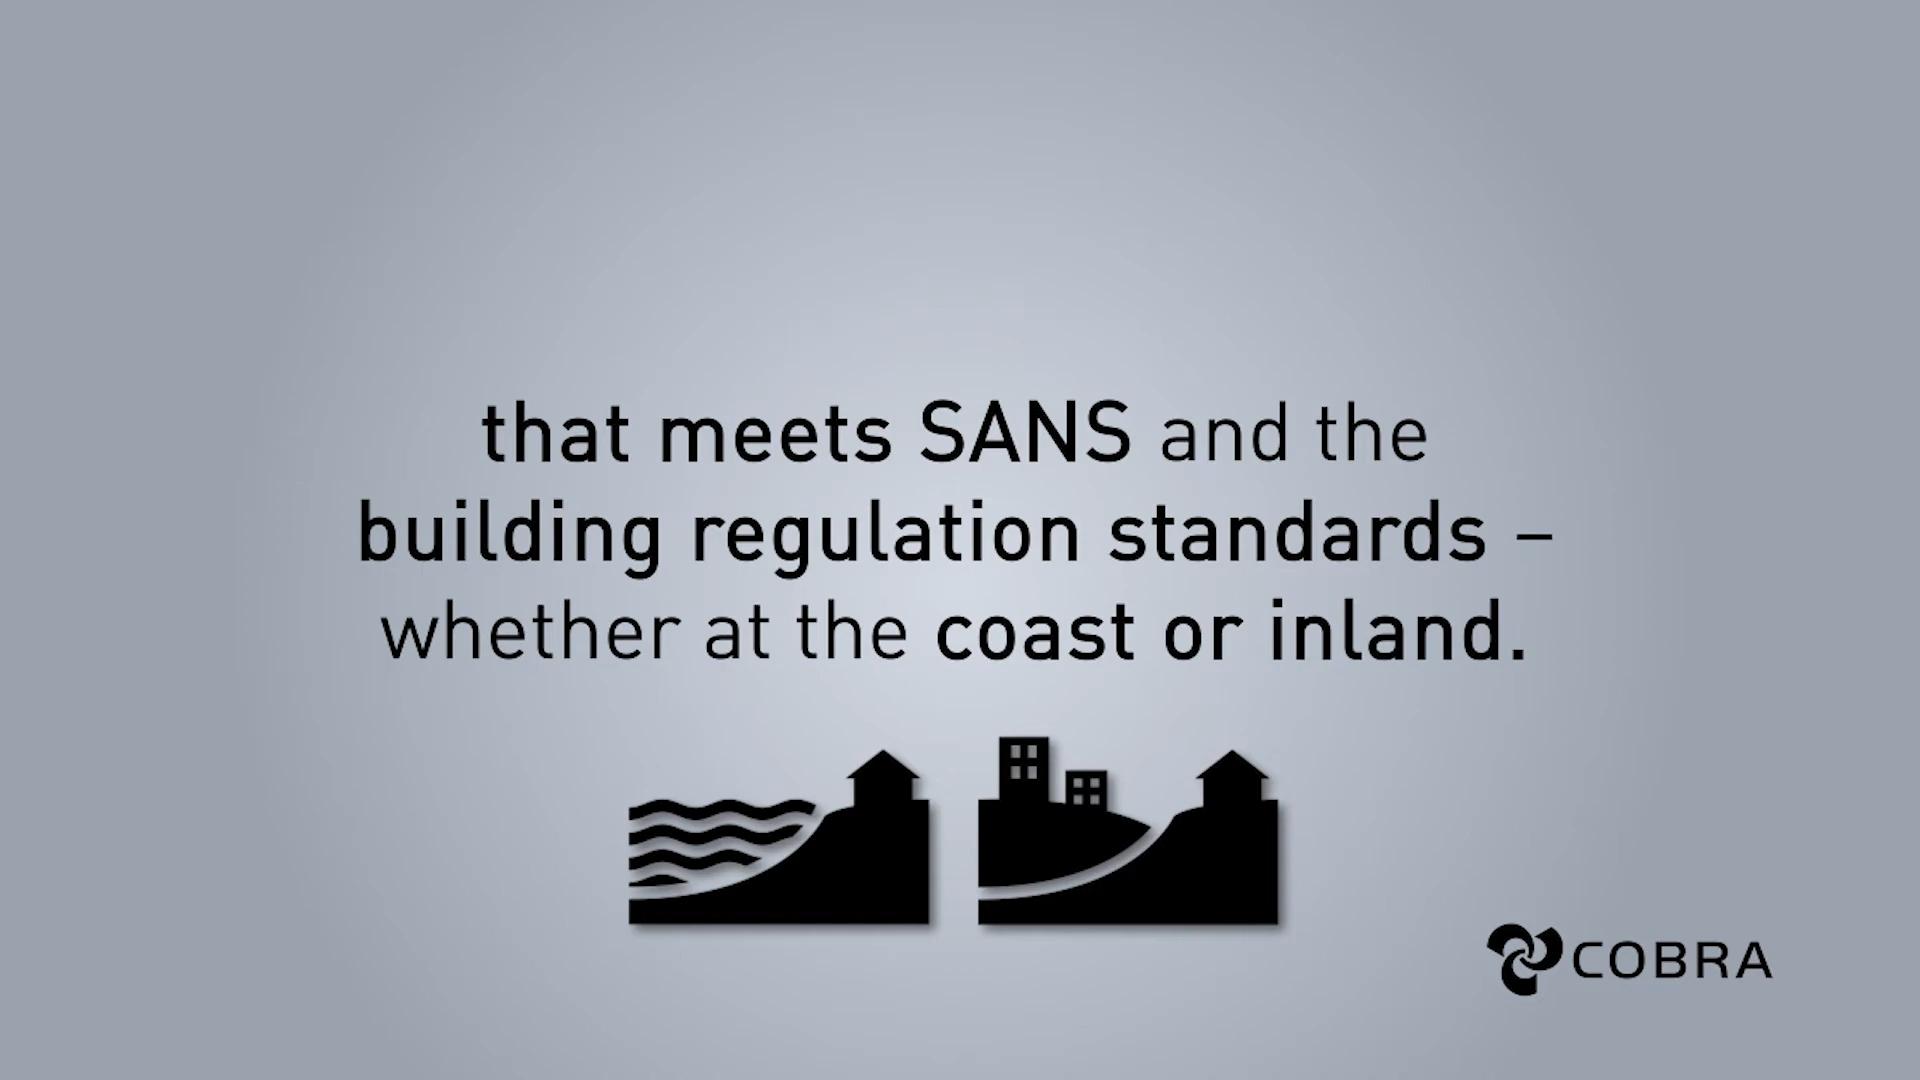 that meets SANS and the
building regulation standards –
whether at the coast or inland.
COBRA